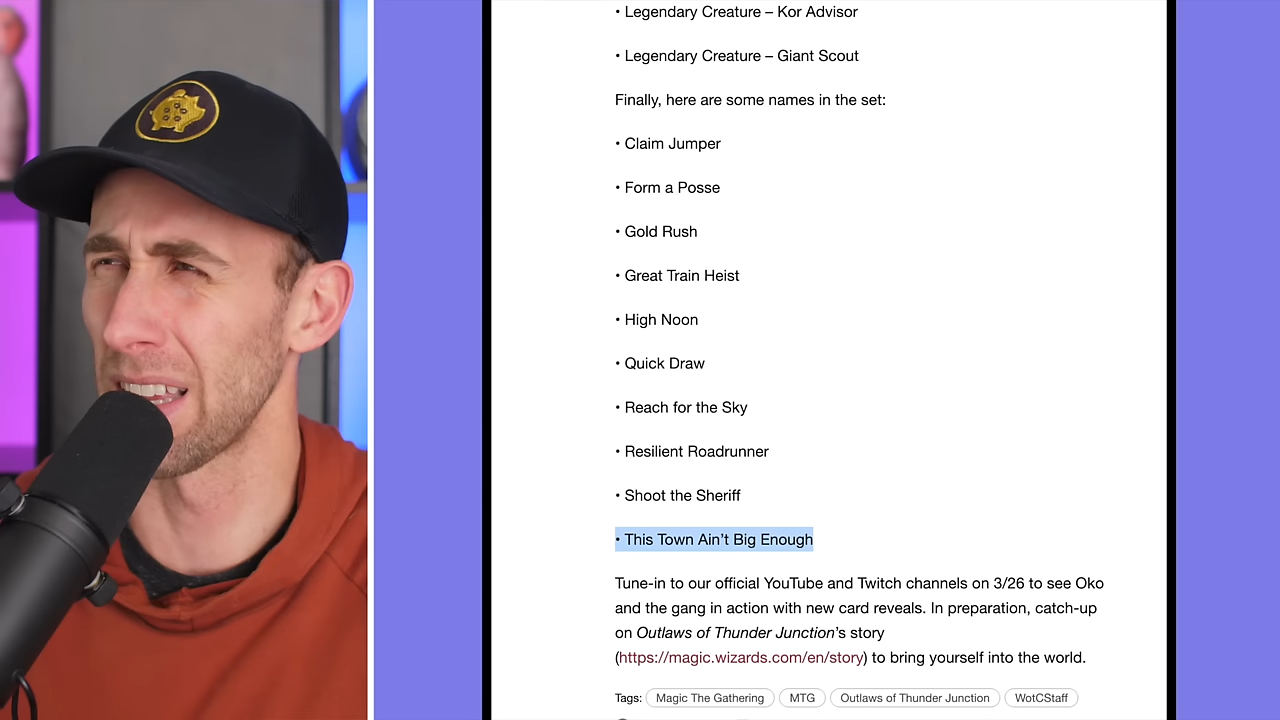 • Legendary Creature – Kor Advisor
• Legendary Creature – Giant Scout
Finally, here are some names in the set:
• Claim Jumper
• Form a Posse
• Gold Rush
• Great Train Heist
• High Noon
• Quick Draw
• Reach for the Sky
• Resilient Roadrunner
• Shoot the Sheriff
• This Town Ain’t Big Enough
Tune-in to our official YouTube and Twitch channels on 3/26 to see Oko
and the gang in action with new card reveals. In preparation, catch-up
on Outlaws of Thunder Junction’s story
(https://magic.wizards.com/en/story) to bring yourself into the world.
Tags: Magic The Gathering MTG Outlaws of Thunder Junction WotCStaff